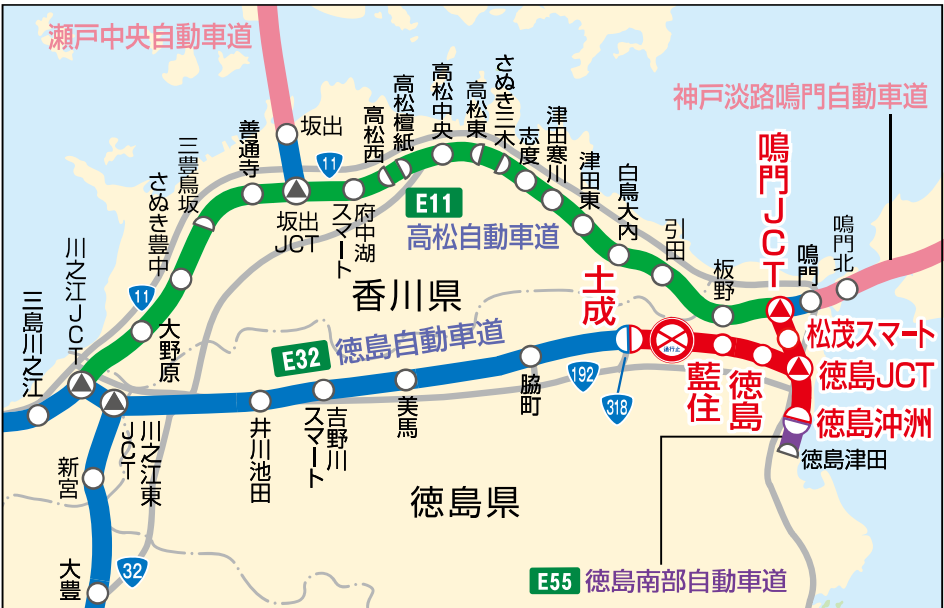 瀬戸中央自動車道
神戸淡路鳴門自動車道
坂出
11
善通寺
三豊鳥坂
さぬき豊中
坂出
JCT
府中湖
スマート
高松西
高松檀紙
高松中央
高松東
さぬき三木
志度
津田寒川
津田東
白鳥大内
引田
板野
鳴門JCT
鳴門
鳴門北
E11
高松自動車道
香川県
川之江JCT
11
三島川之江
大野原
E32
徳島自動車道
土成
通行止
192
318
藍住
徳島
松茂スマート
徳島JCT
徳島沖洲
徳島津田
川之江東
JCT
井川池田
吉野川
スマート
美馬
脇町
新宮
大豊
32
徳島県
E55
徳島南部自動車道